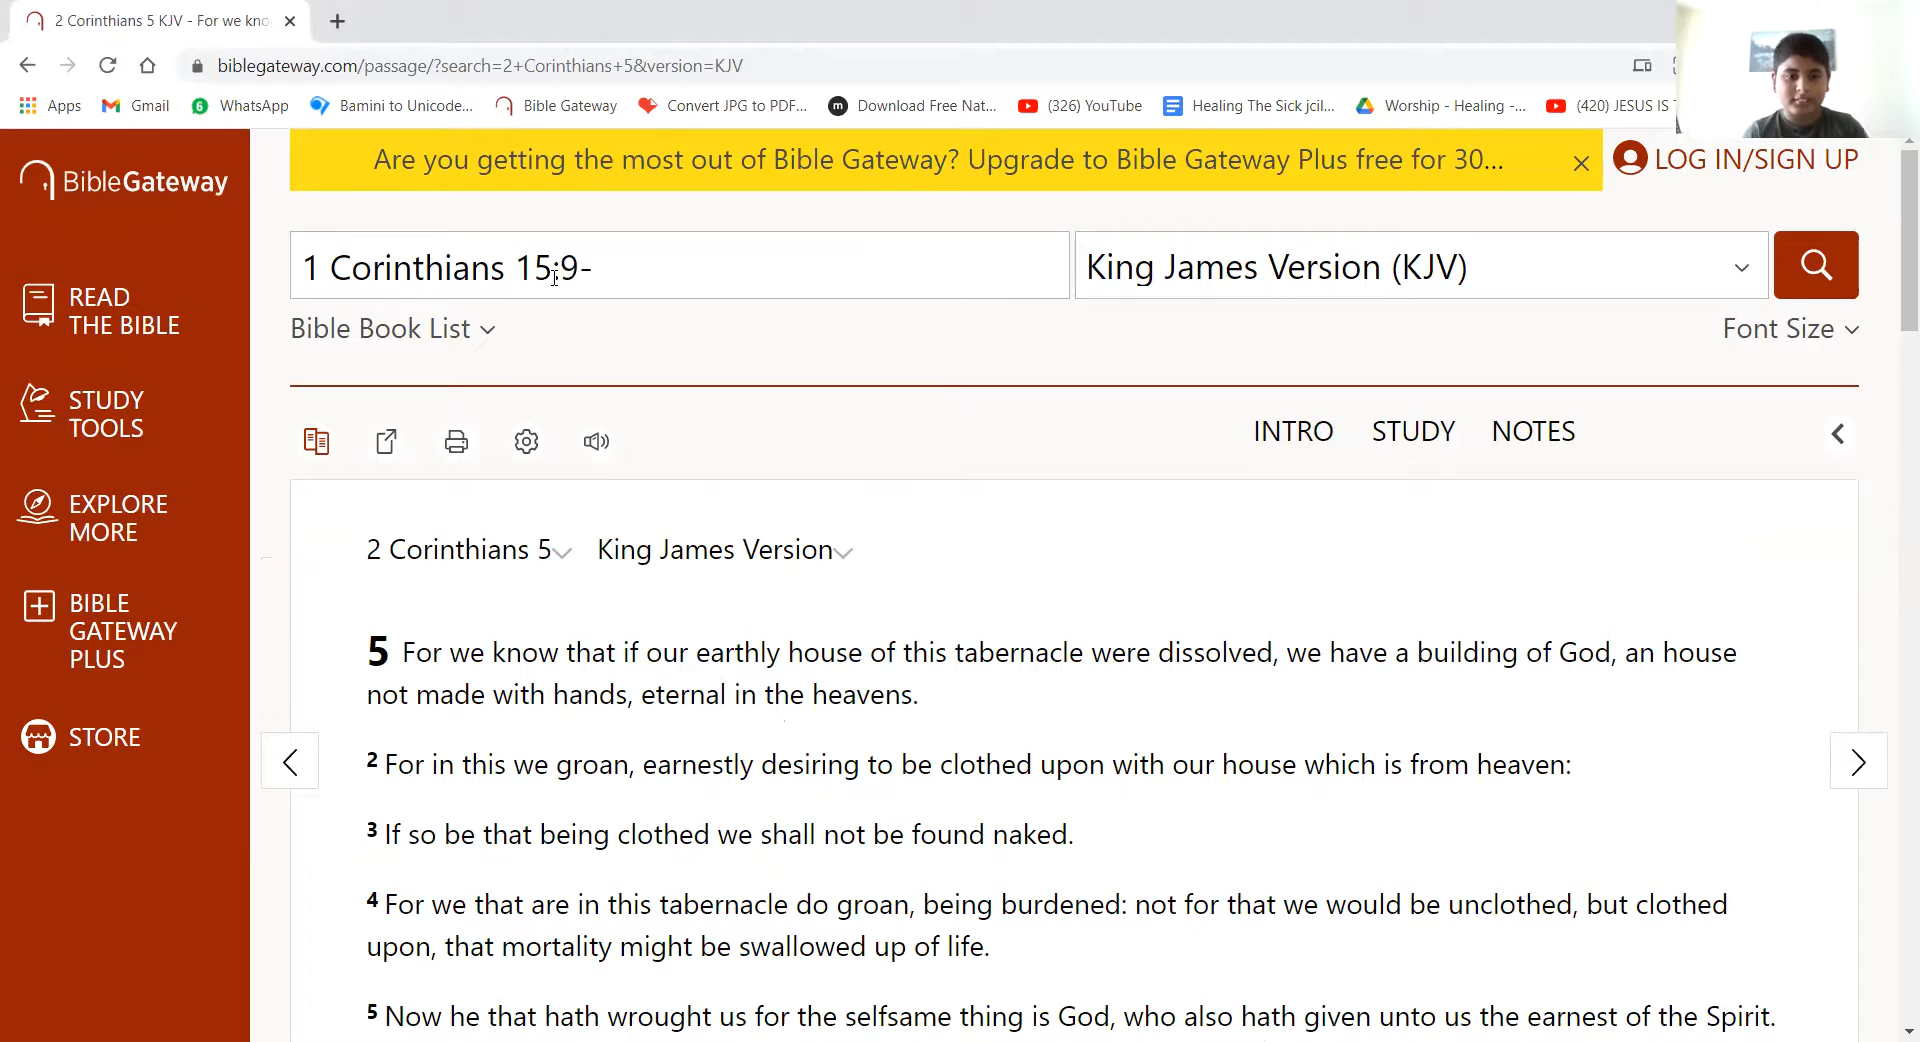 2 Corinthians 5 KJV - For we kno
biblegateway.com/passage/?search=2+Corinthians+5&version=KJV
Apps Gmail WhatsApp Bamini to Unicode... Bible Gateway Convert JPG to PDF... Download Free Nat... (326) YouTube Healing The Sick jcil... Worship - Healing -... (420) JESUS IS
BibleGateway
Are you getting the most out of Bible Gateway? Upgrade to Bible Gateway Plus free for 30...
LOG IN/SIGN UP
1 Corinthians 15:9-
King James Version (KJV)
Bible Book List
Font Size
READ
THE BIBLE
STUDY
TOOLS
EXPLORE
MORE
BIBLE
GATEWAY
PLUS
STORE
INTRO STUDY NOTES
2 Corinthians 5 King James Version
5 For we know that if our earthly house of this tabernacle were dissolved, we have a building of God, an house
not made with hands, eternal in the heavens.
2 For in this we groan, earnestly desiring to be clothed upon with our house which is from heaven:
3 If so be that being clothed we shall not be found naked.
4 For we that are in this tabernacle do groan, being burdened: not for that we would be unclothed, but clothed
upon, that mortality might be swallowed up of life.
5 Now he that hath wrought us for the selfsame thing is God, who also hath given unto us the earnest of the Spirit.